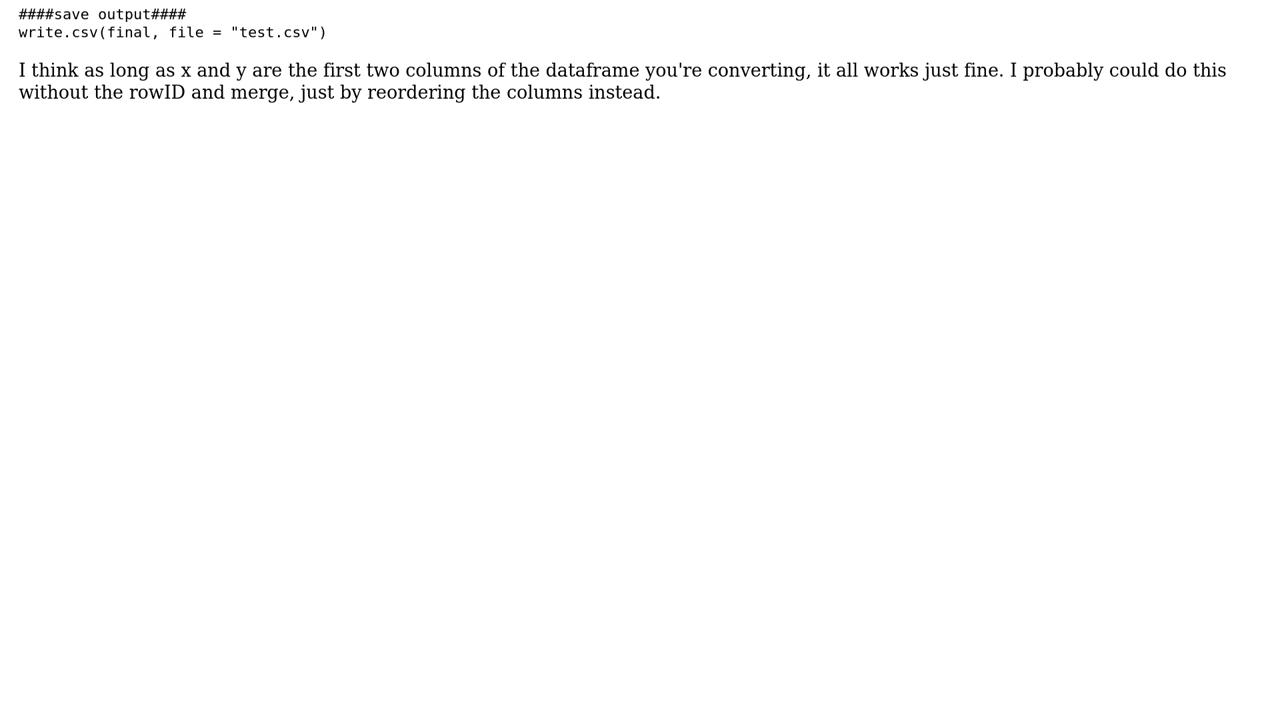 ####save output####
write.csv(final, file = "test.csv")
I think as long as x and y are the first two columns of the dataframe you're converting, it all works just fine. I probably could do this
without the rowID and merge, just by reordering the columns instead.